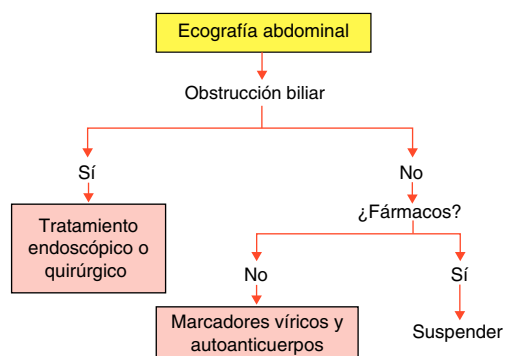 Ecografía abdominal
Obstrucción biliar
Sí
No
Tratamiento
endoscópico o
quirúrgico
¿Fármacos?
No
Sí
Marcadores víricos y
autoanticuerpos
Suspender